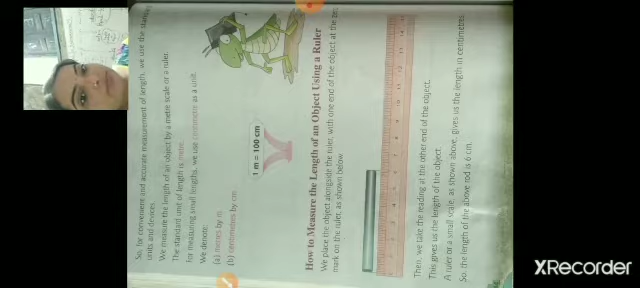 So, for convenient and accurate measurement of length, we use the standard
units and devices.
We measure the length of an object by a metre scale or a ruler.
The standard unit of length is metre.
for measuring small lengths, we use centimetre as a unit.
We denote:
(a) metres by m
(b) centimetres by cm
1 m = 100 cm
How to Measure the Length of an Object Using a Ruler
We place the object alongside the ruler, with one end of the object at the zero
mark on the ruler, as shown below
Then, we take the reading at the other end of the object.
This gives us the length of the object.
A ruler or a small scale, as shown above, gives us the length in centimetres.
So, the length of the above rod is 6 cm.
XRecorder